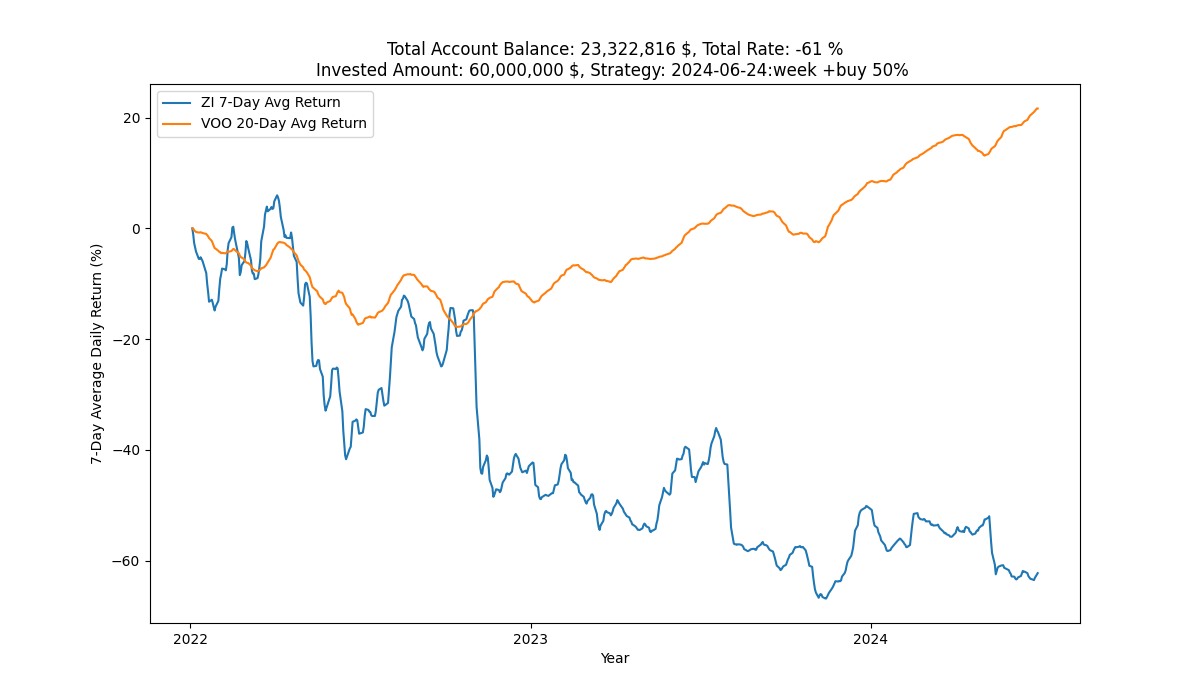 Total Account Balance: 23,322,816 $, Total Rate: -61 %
Invested Amount: 60,000,000 $, Strategy: 2024-06-24:week +buy 50%
ZI 7-Day Avg Return
VOO 20-Day Avg Return
7-Day Average Daily Return (%)
20
0
−20
−40
−60
2022
2023
2024
Year